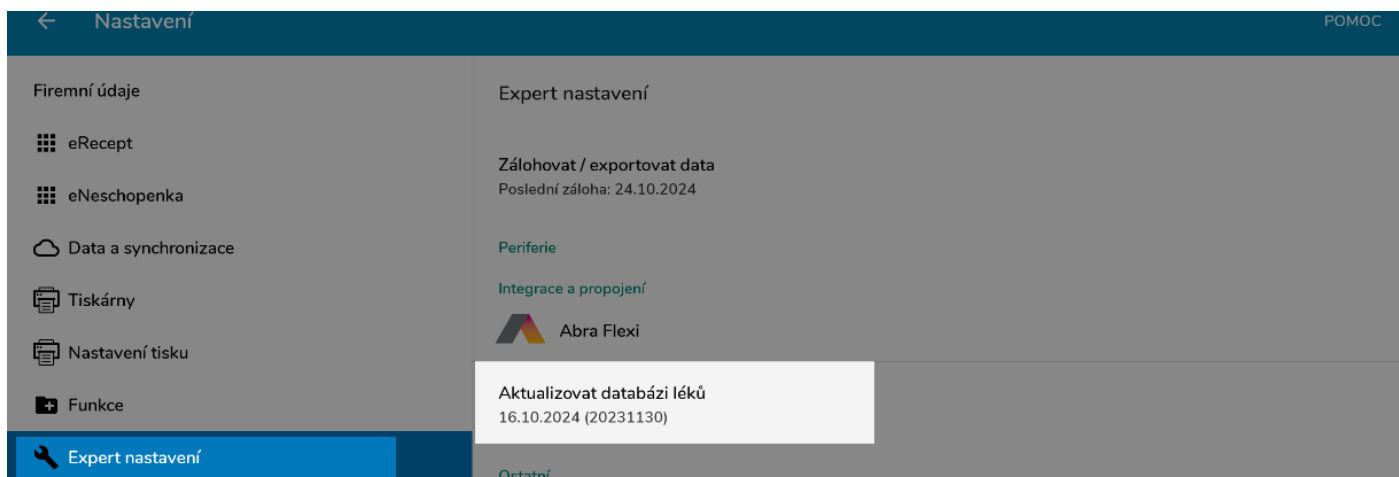 Nastavení
POMOC
Firemní údaje
eRecept
eNeschopenka
Data a synchronizace
Tiskárny
Nastavení tisku
Funkce
Expert nastavení
Expert nastavení
Zálohovat / exportovat data
Poslední záloha: 24.10.2024
Periferie
Integrace a propojení
Abra Flexi
Aktualizovat databázi léků
16.10.2024 (20231130)
Ostatní